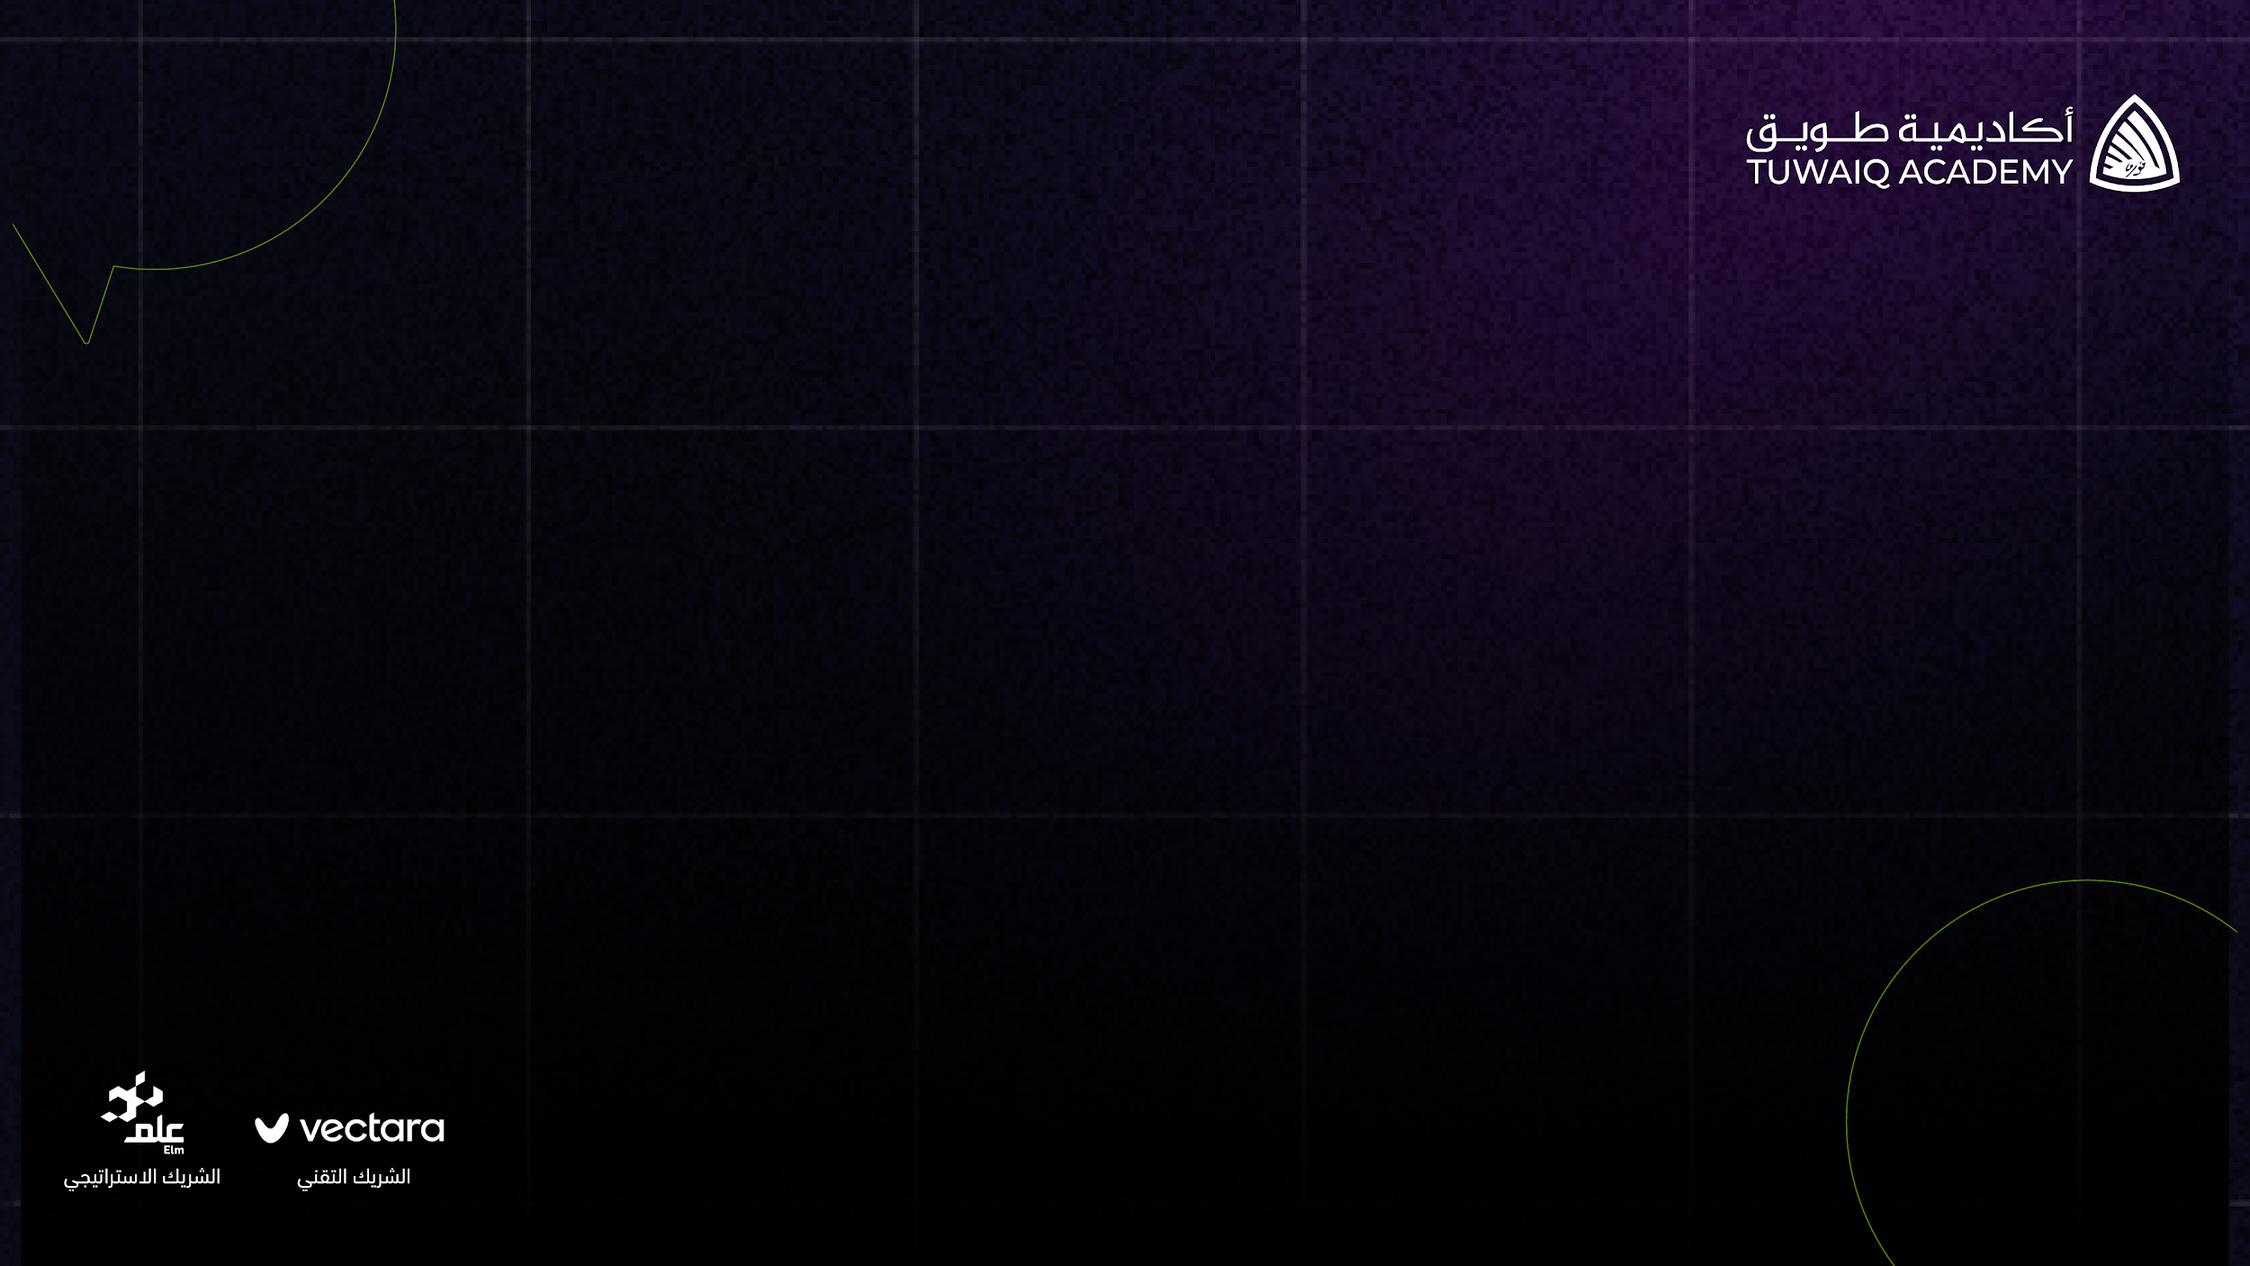 أكاديمية طويق
TUWAIQ ACADEMY
علم
Elm
الشريك الاستراتيجي
vectara
الشريك التقني